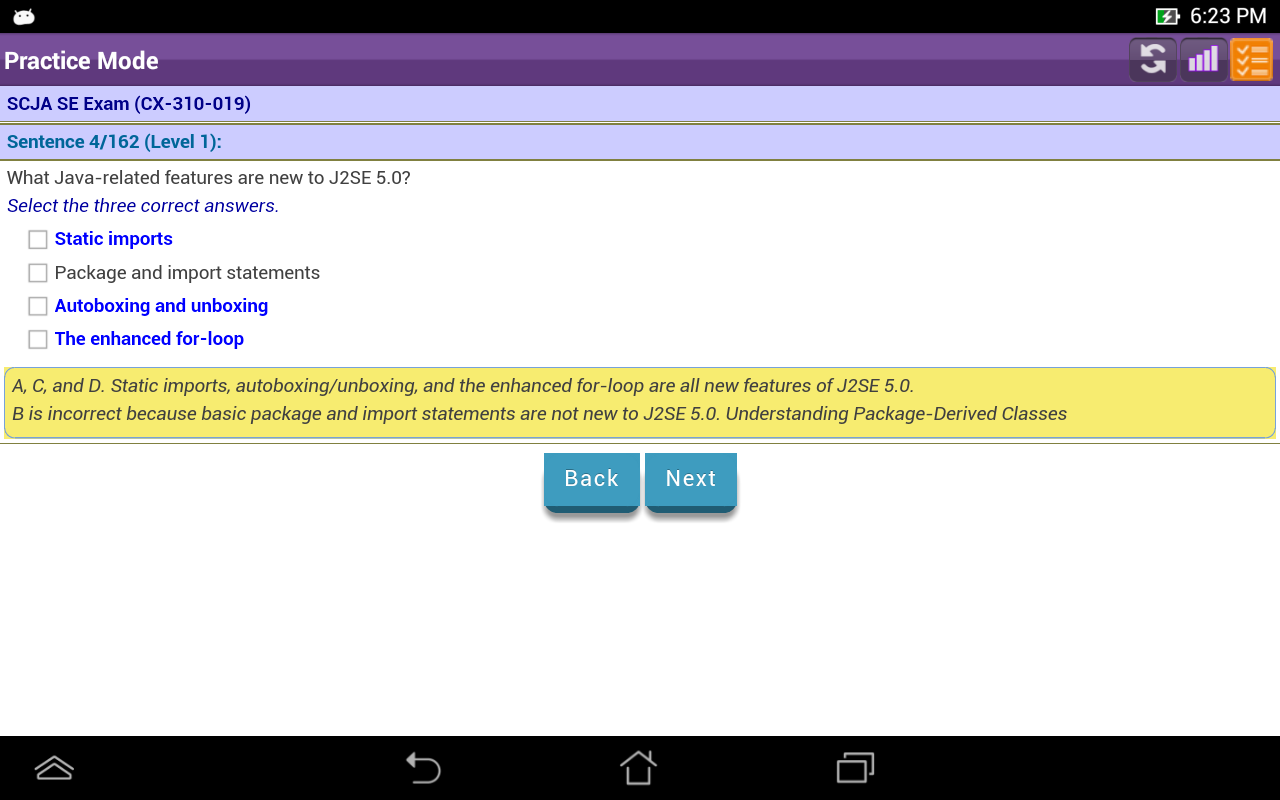 6:23 PM
Practice Mode
SCJA SE Exam (CX-310-019)
Sentence 4/162 (Level 1):
What Java-related features are new to J2SE 5.0?
Select the three correct answers.
Static imports
Package and import statements
Autoboxing and unboxing
The enhanced for-loop
A, C, and D. Static imports, autoboxing/unboxing, and the enhanced for-loop are all new features of J2SE 5.0.
B is incorrect because basic package and import statements are not new to J2SE 5.0. Understanding Package-Derived Classes
Back Next